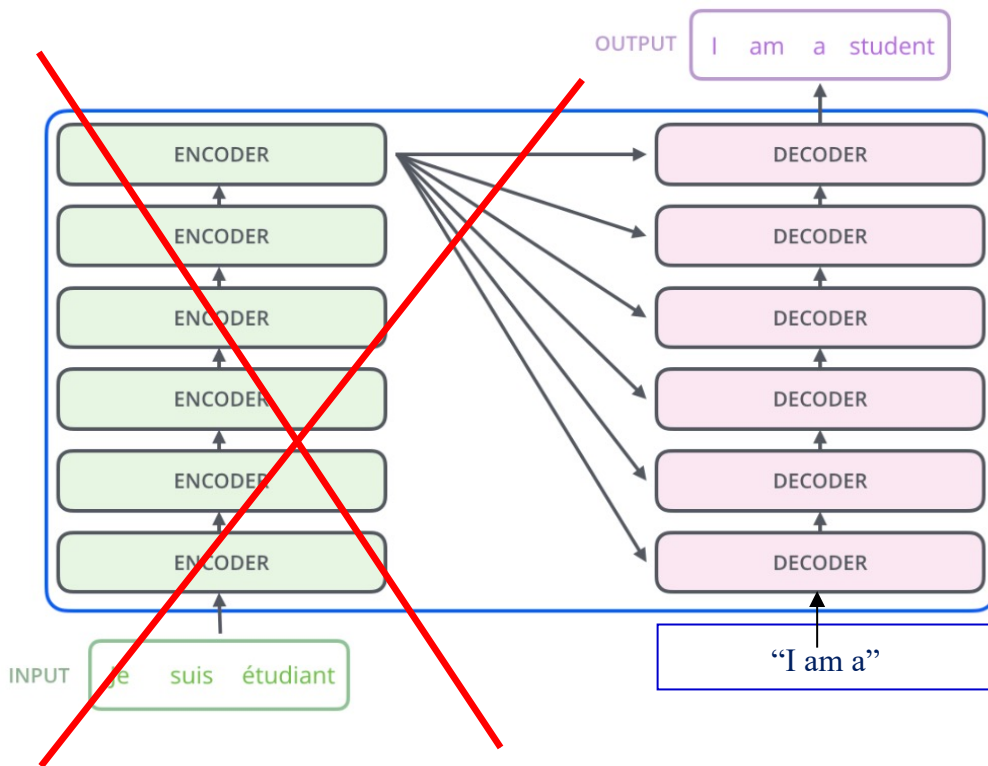 OUTPUT I am a student
ENCODER DECODER
ENCODER DECODER
ENCODER DECODER
ENCODER DECODER
ENCODER DECODER
ENCODER DECODER
INPUT je suis étudiant
“I am a”